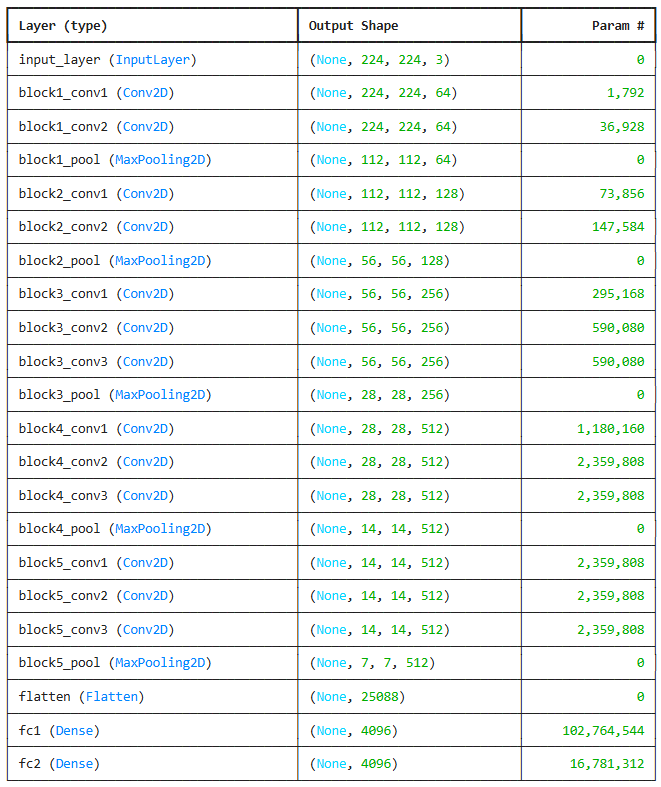 Layer (type) Output Shape Param #
input_layer (InputLayer) (None, 224, 224, 3) 0
block1_conv1 (Conv2D) (None, 224, 224, 64) 1,792
block1_conv2 (Conv2D) (None, 224, 224, 64) 36,928
block1_pool (MaxPooling2D) (None, 112, 112, 64) 0
block2_conv1 (Conv2D) (None, 112, 112, 128) 73,856
block2_conv2 (Conv2D) (None, 112, 112, 128) 147,584
block2_pool (MaxPooling2D) (None, 56, 56, 128) 0
block3_conv1 (Conv2D) (None, 56, 56, 256) 295,168
block3_conv2 (Conv2D) (None, 56, 56, 256) 590,080
block3_conv3 (Conv2D) (None, 56, 56, 256) 590,080
block3_pool (MaxPooling2D) (None, 28, 28, 256) 0
block4_conv1 (Conv2D) (None, 28, 28, 512) 1,180,160
block4_conv2 (Conv2D) (None, 28, 28, 512) 2,359,808
block4_conv3 (Conv2D) (None, 28, 28, 512) 2,359,808
block4_pool (MaxPooling2D) (None, 14, 14, 512) 0
block5_conv1 (Conv2D) (None, 14, 14, 512) 2,359,808
block5_conv2 (Conv2D) (None, 14, 14, 512) 2,359,808
block5_conv3 (Conv2D) (None, 14, 14, 512) 2,359,808
block5_pool (MaxPooling2D) (None, 7, 7, 512) 0
flatten (Flatten) (None, 25088) 0
fc1 (Dense) (None, 4096) 102,764,544
fc2 (Dense) (None, 4096) 16,781,312